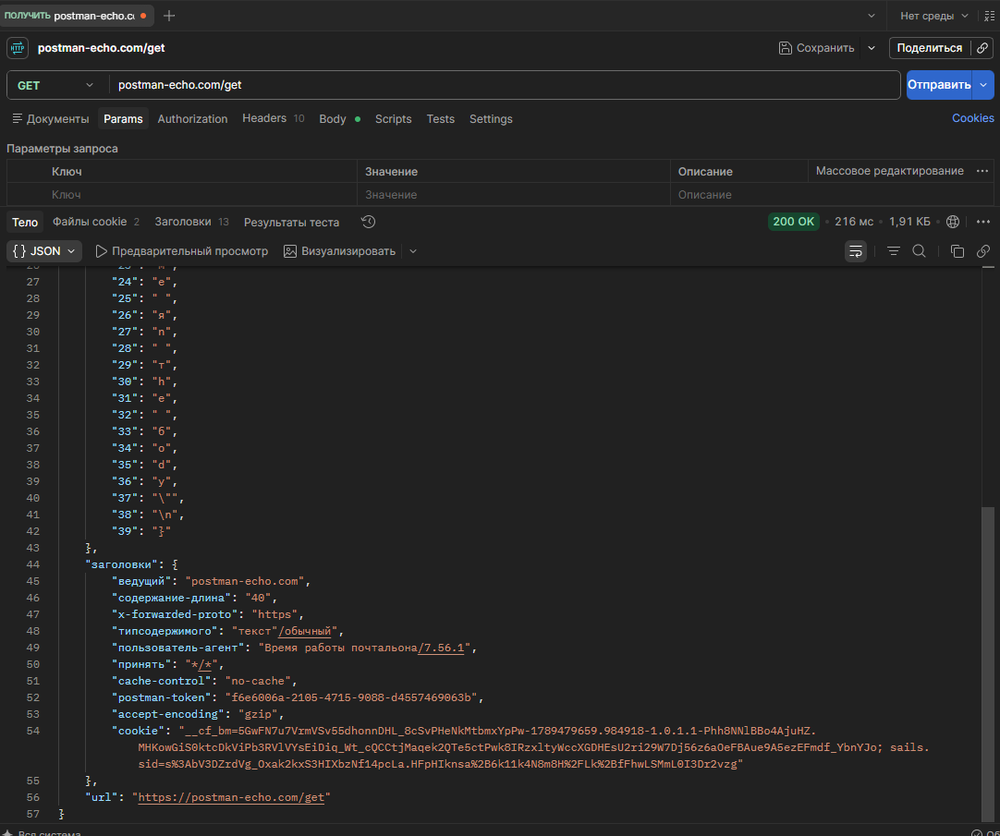 ПОЛУЧИТЬ postman-echo.co
Нет среды
HTTP postman-echo.com/get
Сохранить
Поделиться
GET postman-echo.com/get
Отправить
Документы Params Authorization Headers 10 Body Scripts Tests Settings Cookies
Параметры запроса
Ключ Значение Описание Массовое редактирование ···
Ключ Значение Описание
Тело Файлы cookie 2 Заголовки 13 Результаты теста 200 OK • 216 мс • 1,91 КБ ···
{} JSON Предварительный просмотр Визуализировать
27 "24": "е",
28 "25": " ",
29 "26": "я",
30 "27": "n",
31 "28": " ",
32 "29": "т",
33 "30": "h",
34 "31": "е",
35 "32": " ",
36 "33": "б",
37 "34": "о",
38 "35": "d",
39 "36": "у",
40 "37": "\"",
41 "38": "\n",
42 "39": "}"
43 },
44 "заголовки": {
45 "ведущий": "postman-echo.com",
46 "содержание-длина": "40",
47 "x-forwarded-proto": "https",
48 "типсодержимого": "текст"/обычный",
49 "пользователь-агент": "Время работы почтальона/7.56.1",
50 "принять": "*/*",
51 "cache-control": "no-cache",
52 "postman-token": "f6e6006a-2105-4715-9088-d4557469063b",
53 "accept-encoding": "gzip",
54 "cookie": "__cf_bm=5GwFN7u7VrmVSv55dhonnDHL_8cSvPHeNkMtbmxYpPw-1789479659.984918-1.0.1.1-Phh8NNlBBo4AjuHZ.
MHKowGiS0ktcDkViPb3RVlVYsEiDiq_Wt_cQCCtjMaqek2QTe5ctPwk8IRzxltyWccXGDHEsU2ri29W7Dj56z6aOeFBAue9A5ezEFmdf_YbnYJo; sails.
sid=s%3AbV3DZrdVg_Oxak2kxS3HIXbzNf14pcLa.HFpHIknsa%2B6k11k4N8m8H%2FLk%2BfFhwLSMmL0I3Dr2vzg"
55 },
56 "url": "https://postman-echo.com/get"
57 }